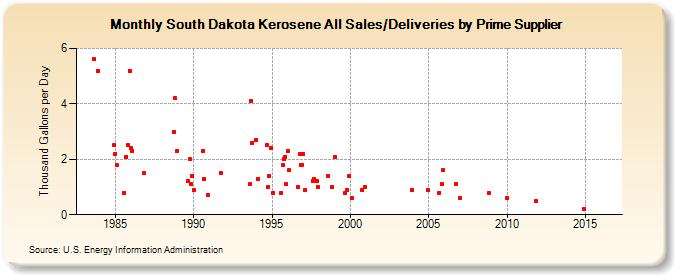 Monthly South Dakota Kerosene All Sales/Deliveries by Prime Supplier
Thousand Gallons per Day
6
4
2
0
1985 1990 1995 2000 2005 2010 2015
Source: U.S. Energy Information Administration